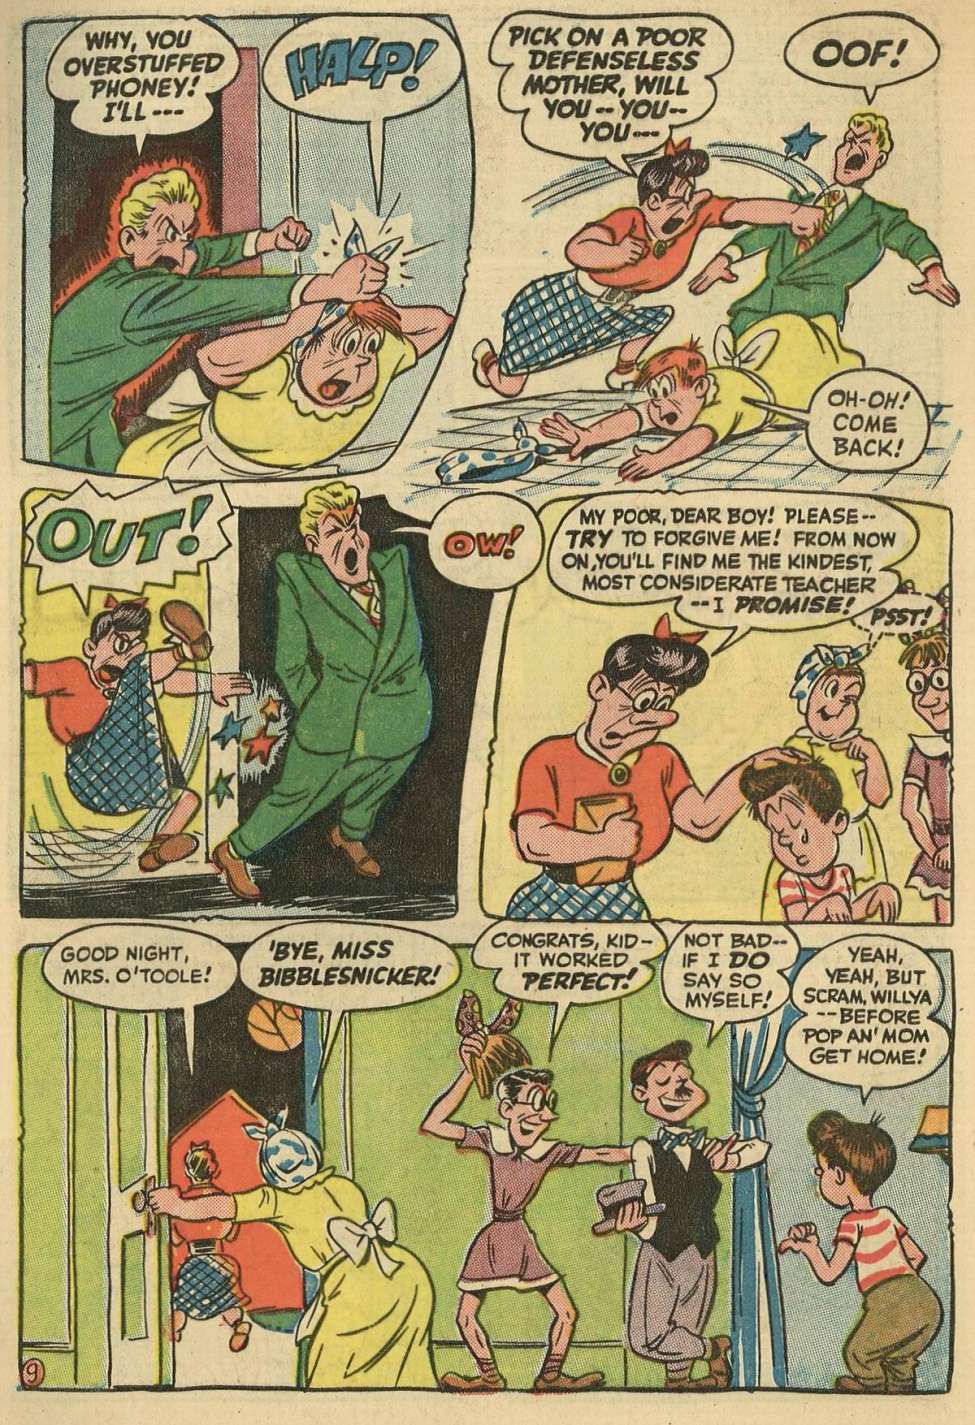 WHY, YOU
OVERSTUFFED
PHONEY!
I'LL ---
HALP!
PICK ON A POOR
DEFENSELESS
MOTHER, WILL
YOU -- YOU--
YOU ---
OOF!
OH-OH!
COME
BACK!
OUT!
OW!
MY POOR, DEAR BOY! PLEASE--
TRY TO FORGIVE ME! FROM NOW
ON, YOU'LL FIND ME THE KINDEST,
MOST CONSIDERATE TEACHER
--I PROMISE!
PSST!
GOOD NIGHT,
MRS. O'TOOLE!
'BYE, MISS
BIBBLESNICKER!
CONGRATS, KID-
IT WORKED
PERFECT!
NOT BAD--
IF I DO
SAY SO
MYSELF!
YEAH,
YEAH, BUT
SCRAM, WILLYA
--BEFORE
POP AN' MOM
GET HOME!
9